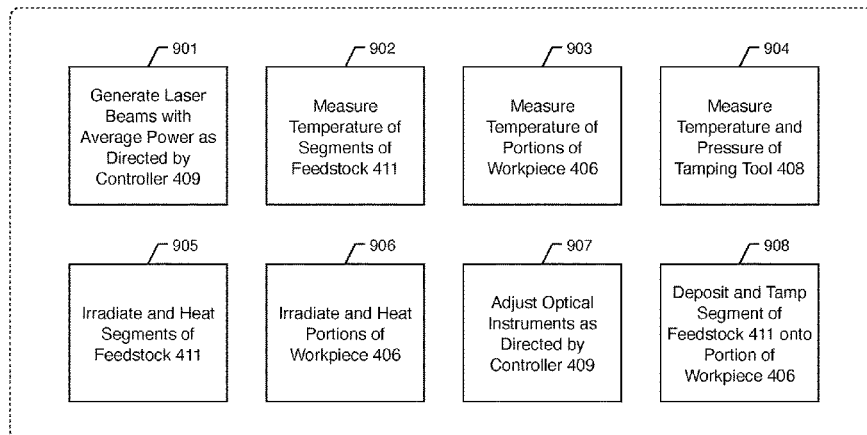 901
902
903
904
Generate Laser
Beams with
Average Power as
Directed by
Controller 409
Measure
Temperature of
Segments of
Feedstock 411
Measure
Temperature of
Portions of
Workpiece 406
Measure
Temperature and
Pressure of
Tamping Tool 408
905
906
907
908
Irradiate and Heat
Segments of
Feedstock 411
Irradiate and Heat
Portions of
Workpiece 406
Adjust Optical
Instruments as
Directed by
Controller 409
Deposit and Tamp
Segment of
Feedstock 411 onto
Portion of
Workpiece 406